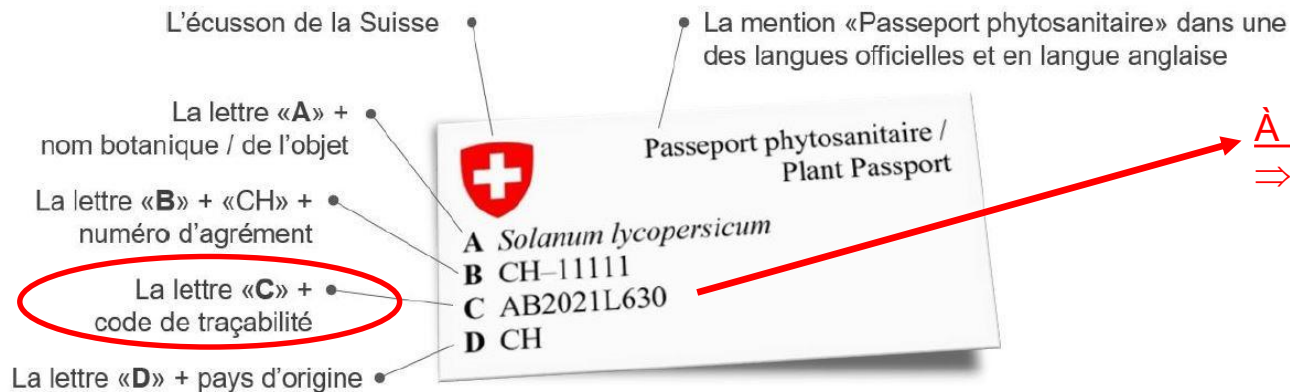 L'écusson de la Suisse
La mention «Passeport phytosanitaire» dans une
des langues officielles et en langue anglaise
La lettre «A» +
nom botanique / de l'objet
La lettre «B» + «CH» +
numéro d'agrément
La lettre «C» +
code de traçabilité
La lettre «D» + pays d'origine
Passeport phytosanitaire /
Plant Passport
A Solanum lycopersicum
B CH–11111
C AB2021L630
D CH
À
⇒